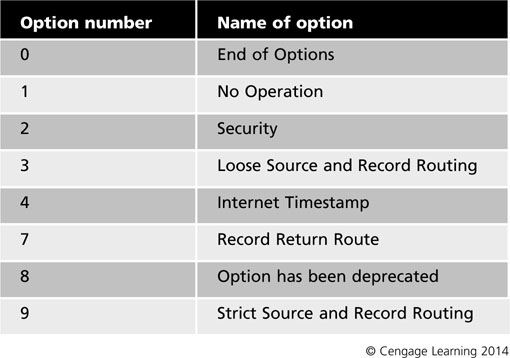 Option number Name of option
0 End of Options
1 No Operation
2 Security
3 Loose Source and Record Routing
4 Internet Timestamp
7 Record Return Route
8 Option has been deprecated
9 Strict Source and Record Routing
© Cengage Learning 2014